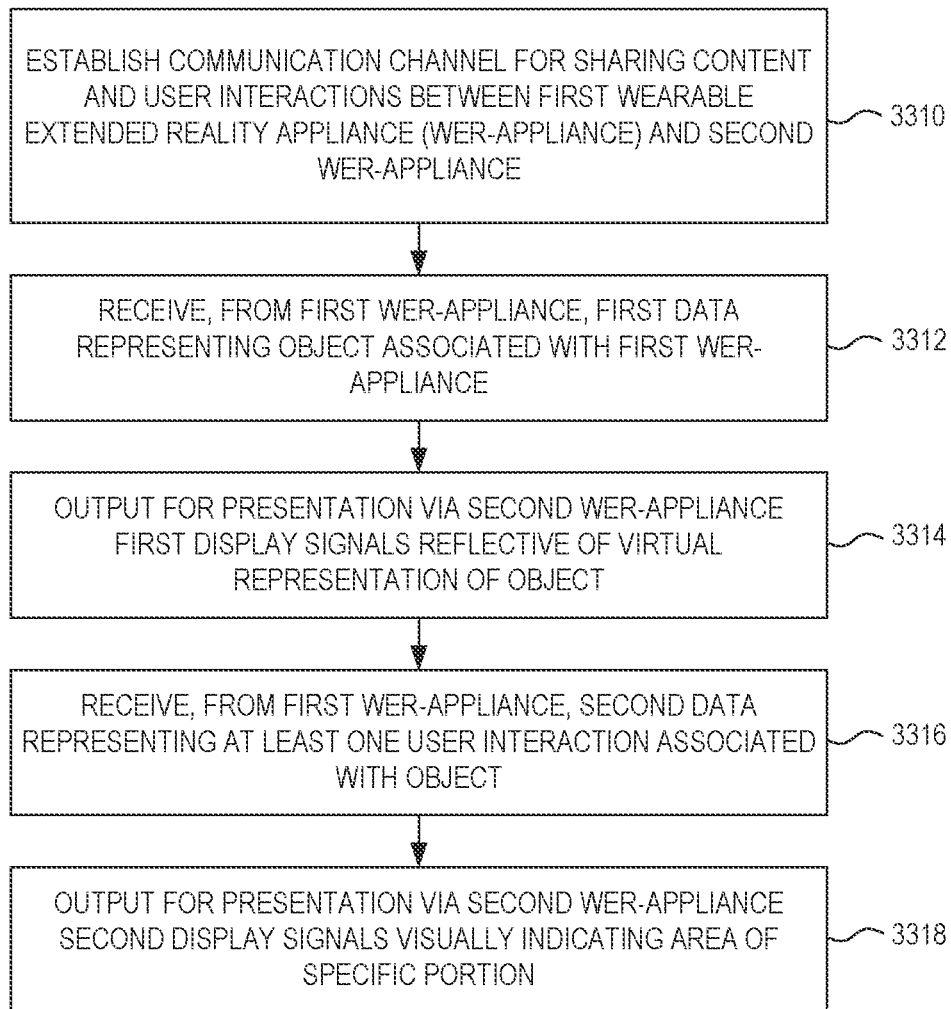 ESTABLISH COMMUNICATION CHANNEL FOR SHARING CONTENT
AND USER INTERACTIONS BETWEEN FIRST WEARABLE
EXTENDED REALITY APPLIANCE (WER-APPLIANCE) AND SECOND
WER-APPLIANCE
3310
RECEIVE, FROM FIRST WER-APPLIANCE, FIRST DATA
REPRESENTING OBJECT ASSOCIATED WITH FIRST WER-
APPLIANCE
3312
OUTPUT FOR PRESENTATION VIA SECOND WER-APPLIANCE
FIRST DISPLAY SIGNALS REFLECTIVE OF VIRTUAL
REPRESENTATION OF OBJECT
3314
RECEIVE, FROM FIRST WER-APPLIANCE, SECOND DATA
REPRESENTING AT LEAST ONE USER INTERACTION ASSOCIATED
WITH OBJECT
3316
OUTPUT FOR PRESENTATION VIA SECOND WER-APPLIANCE
SECOND DISPLAY SIGNALS VISUALLY INDICATING AREA OF
SPECIFIC PORTION
3318